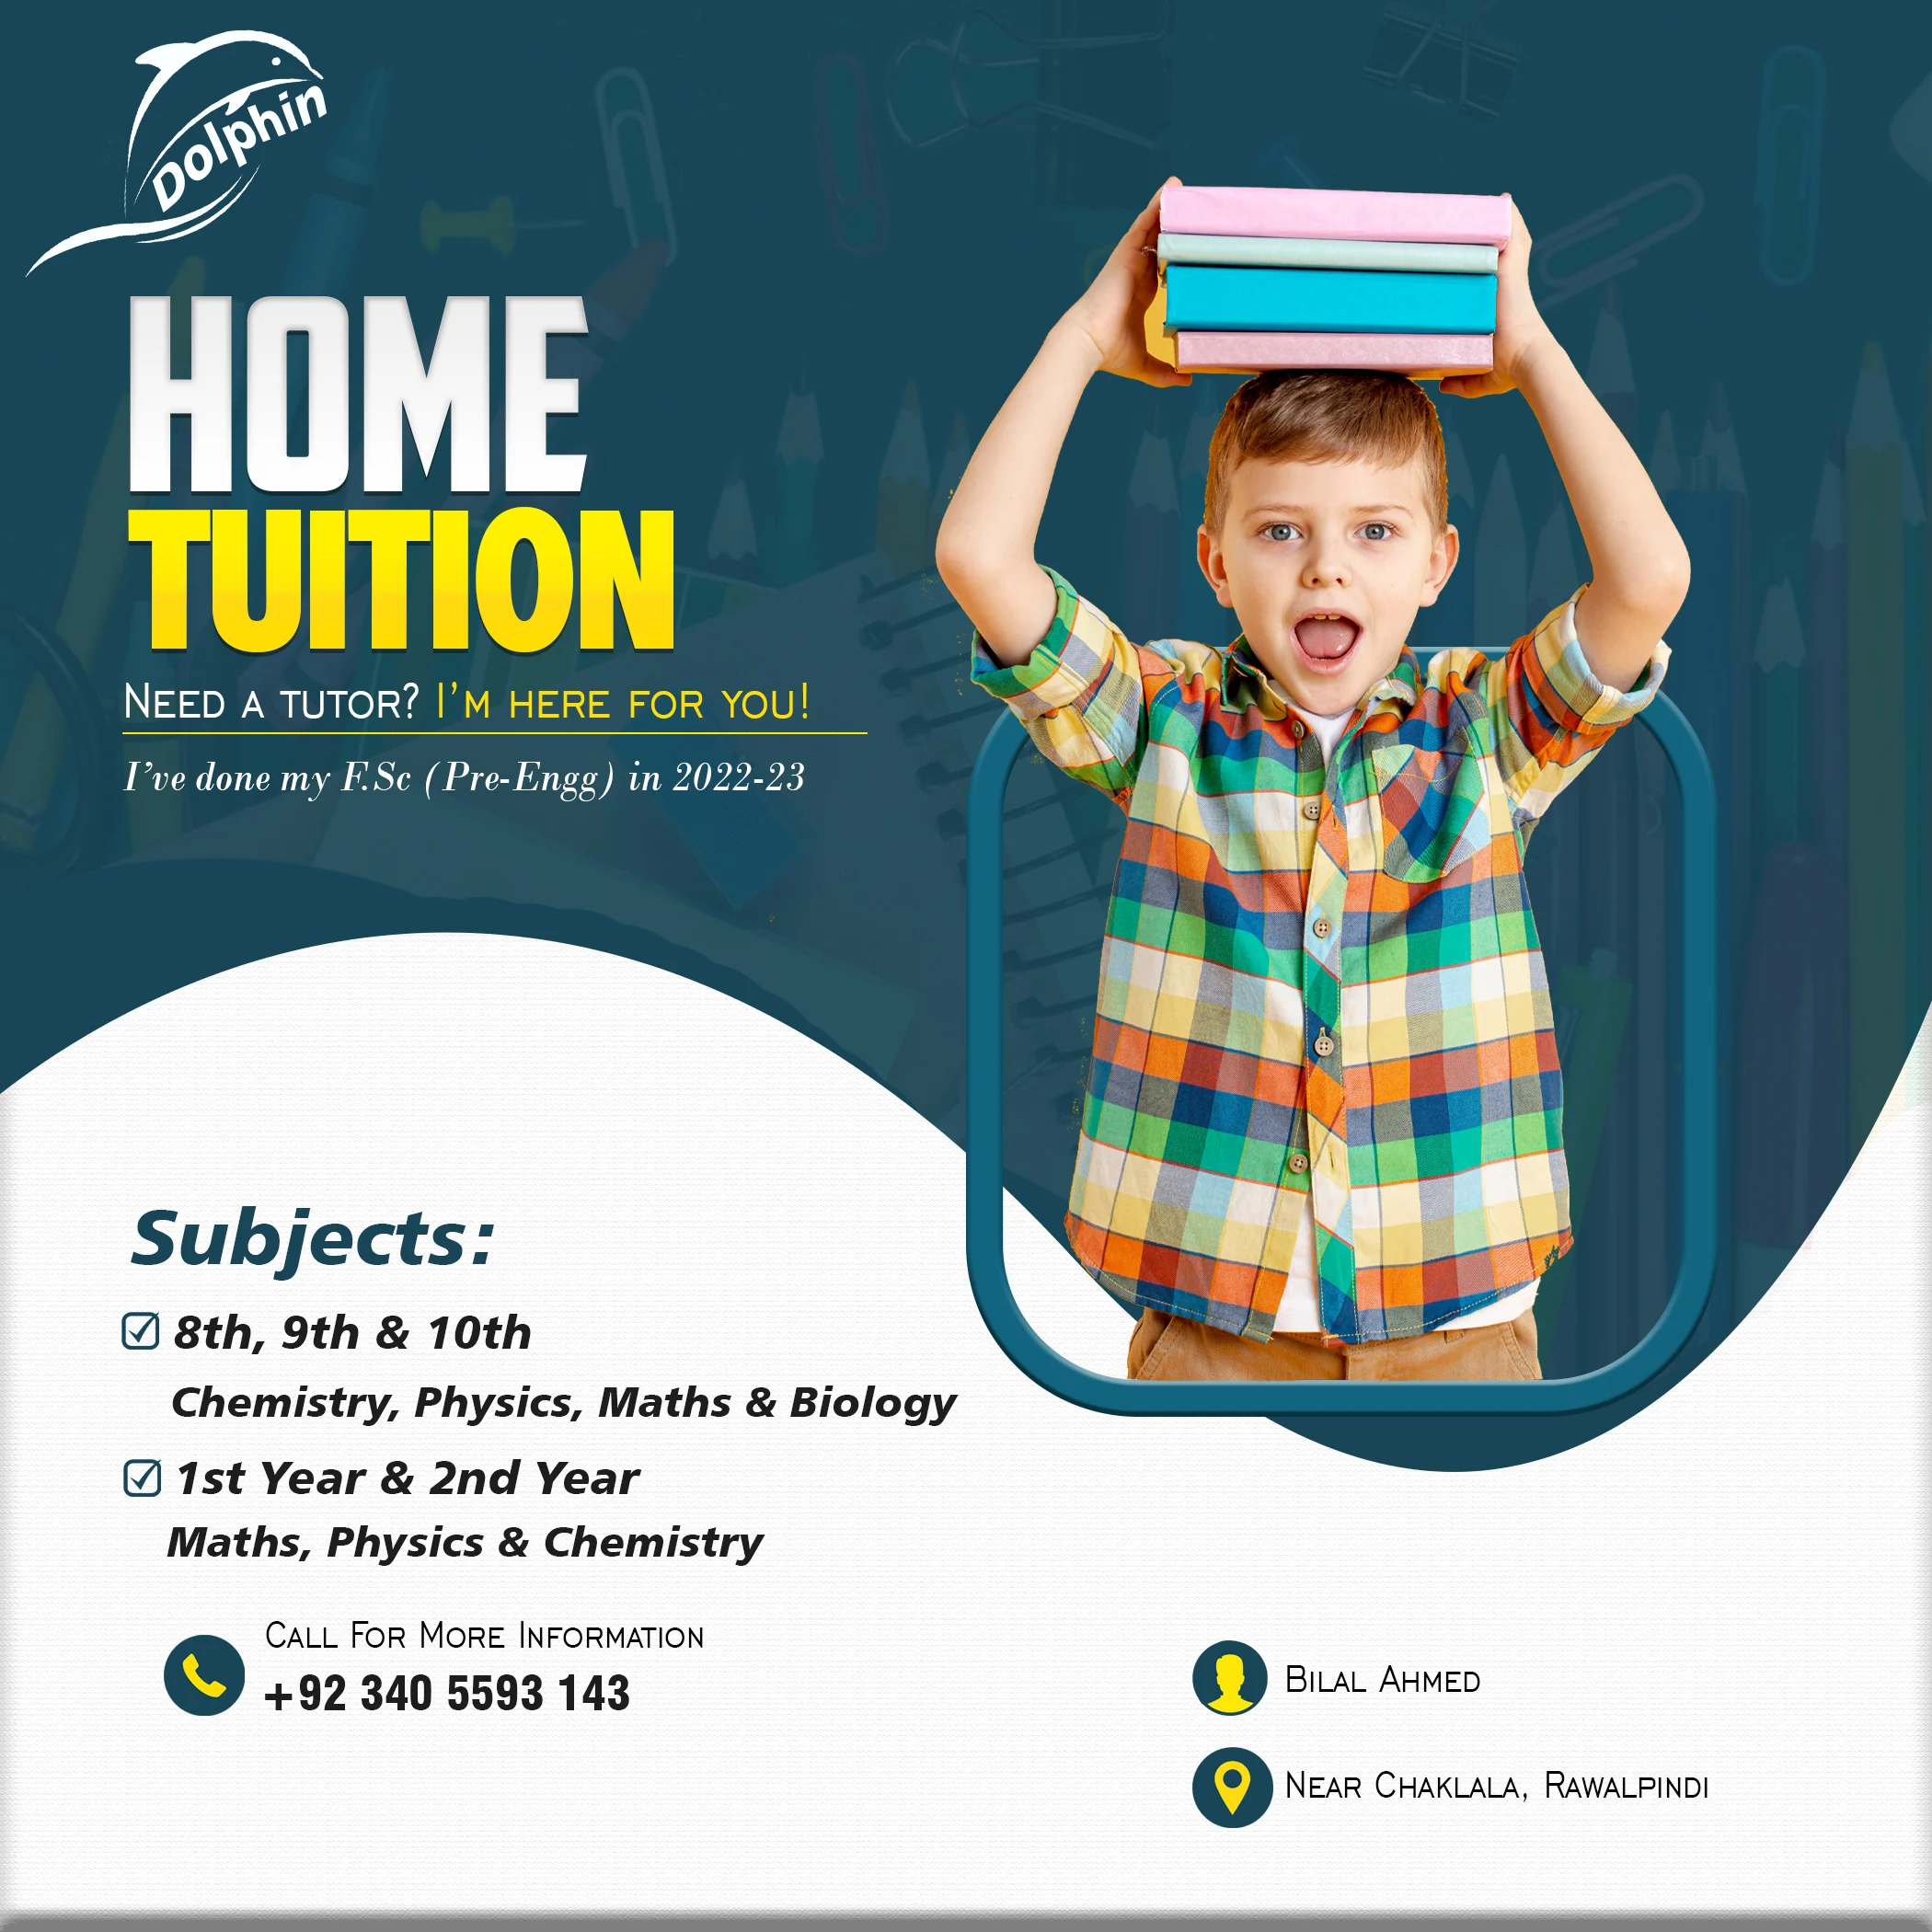 Dolphin
HOME
TUITION
NEED A TUTOR? I'M HERE FOR YOU!
I've done my F.Sc (Pre-Engg) in 2022-23
Subjects:
8th, 9th & 10th
Chemistry, Physics, Maths & Biology
1st Year & 2nd Year
Maths, Physics & Chemistry
CALL FOR MORE INFORMATION
+92 340 5593 143
BILAL AHMED
NEAR CHAKLALA, RAWALPINDI